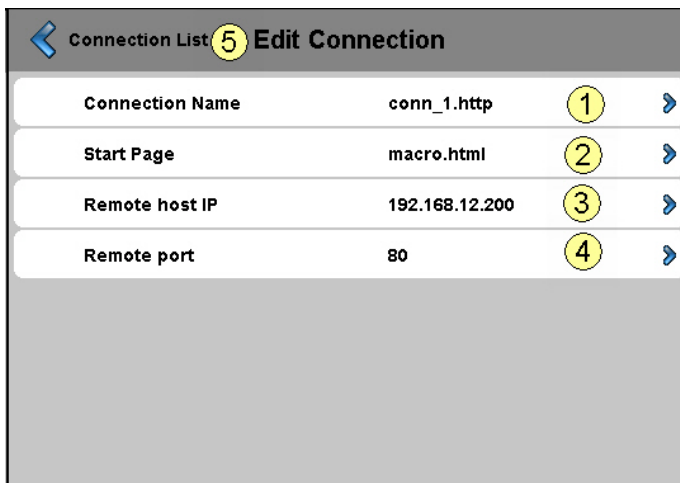 Connection List 5 Edit Connection
Connection Name conn_1.http 1
Start Page macro.html 2
Remote host IP 192.168.12.200 3
Remote port 80 4